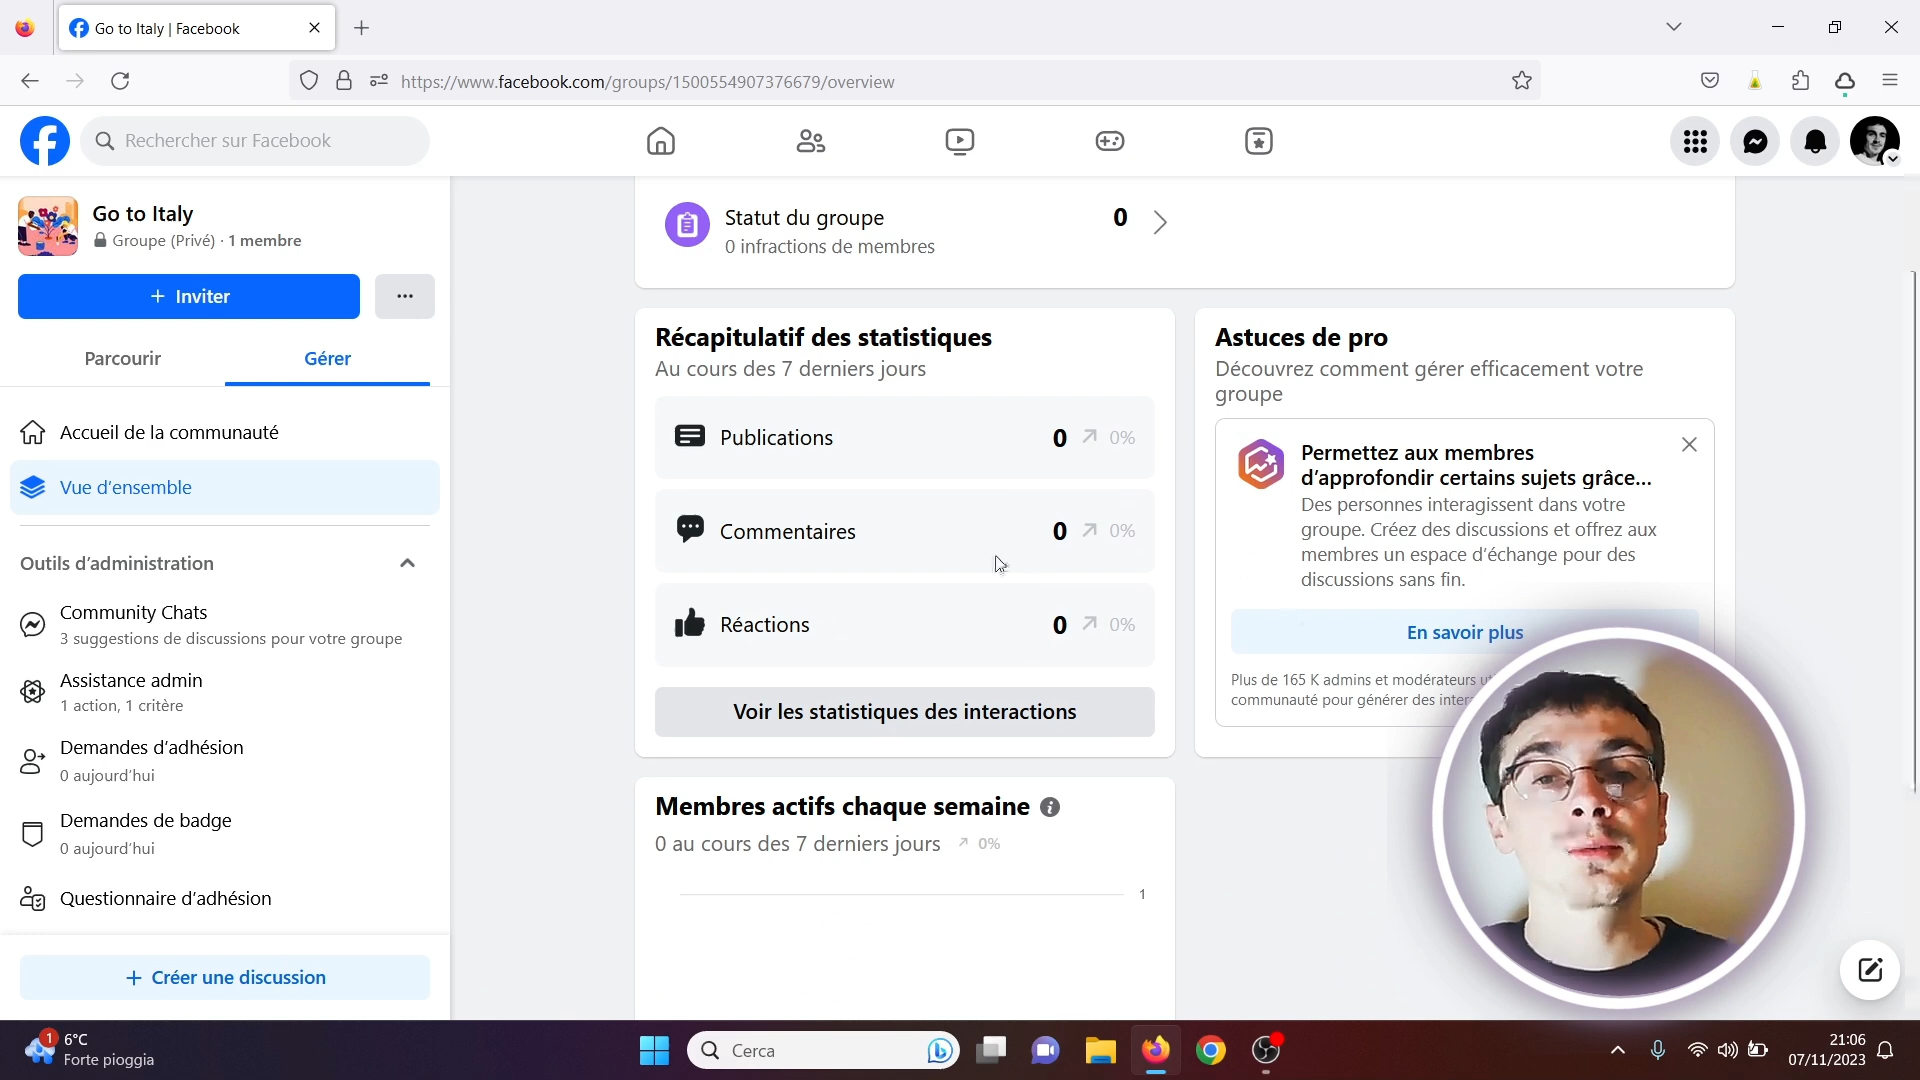 Go to Italy | Facebook
https://www.facebook.com/groups/1500554907376679/overview
Rechercher sur Facebook
Go to Italy
Groupe (Privé) · 1 membre
+ Inviter
Parcourir
Gérer
Accueil de la communauté
Vue d'ensemble
Outils d'administration
Community Chats
3 suggestions de discussions pour votre groupe
Assistance admin
1 action, 1 critère
Demandes d'adhésion
0 aujourd'hui
Demandes de badge
0 aujourd'hui
Questionnaire d'adhésion
+ Créer une discussion
Statut du groupe
0
0 infractions de membres
Récapitulatif des statistiques
Au cours des 7 derniers jours
Publications 0 0%
Commentaires 0 0%
Réactions 0 0%
Voir les statistiques des interactions
Membres actifs chaque semaine
0 au cours des 7 derniers jours 0%
1
Astuces de pro
Découvrez comment gérer efficacement votre
groupe
Permettez aux membres
d'approfondir certains sujets grâce...
Des personnes interagissent dans votre
groupe. Créez des discussions et offrez aux
membres un espace d'échange pour des
discussions sans fin.
En savoir plus
Plus de 165 K admins et modérateurs
communauté pour générer des
1
6°C
Forte pioggia
Cerca
21:06
07/11/2023